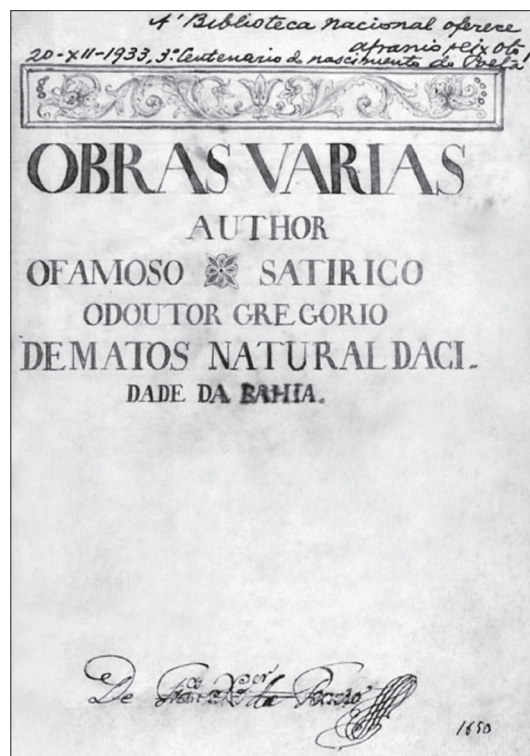 A' Biblioteca Nacional oferece
afranio peixoto,
20-XII-1933, 3º Centenario do nascimento do Poeta
OBRAS VARIAS
AUTHOR
OFAMOSO SATIRICO
ODOUTOR GREGORIO
DEMATOS NATURAL DACI-
DADE DA BAHIA.
De
1650